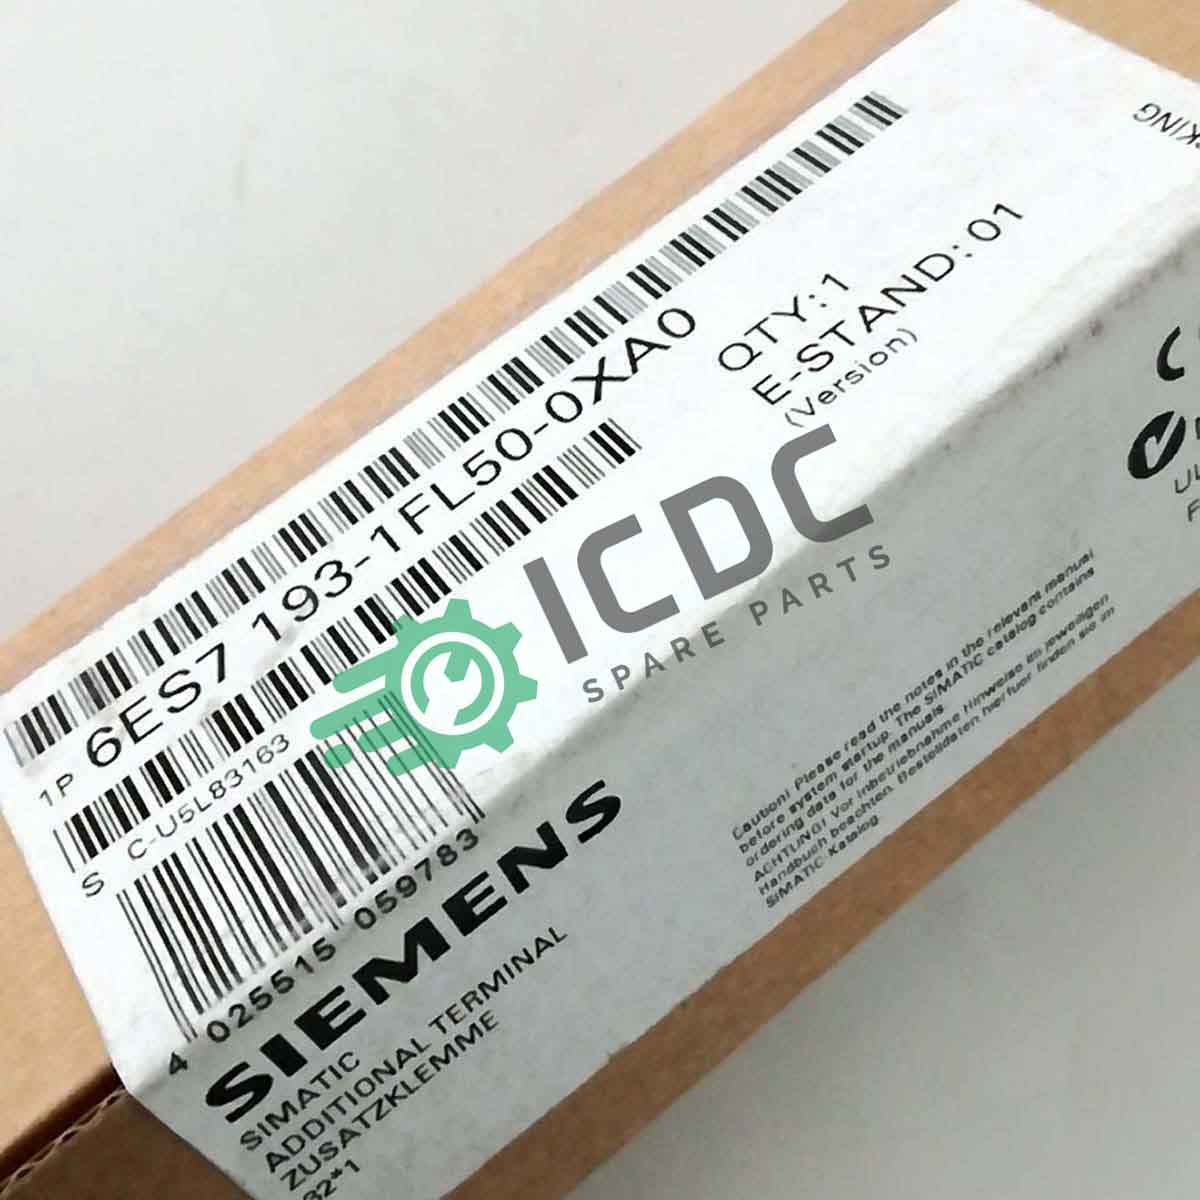 1P 6ES7 193-1FL50-0XA0
QTY:1
E-STAND:01
(Version)
S C-U5L83163
4 025515 059783
SIEMENS
SIMATIC
ADDITIONAL TERMINAL
ZUSATZKLEMME
32*1
ICDC
SPARE PARTS
Caution! Please read the notes in the relevant manual
before system startup. The SIMATIC catalog contains
ordering data for the manuals.
ACHTUNG! Vor Inbetriebnahme Hinweise im jeweiligen
Handbuch beachten. Bestelldaten hierfuer finden sie im
SIMATIC-Katalog